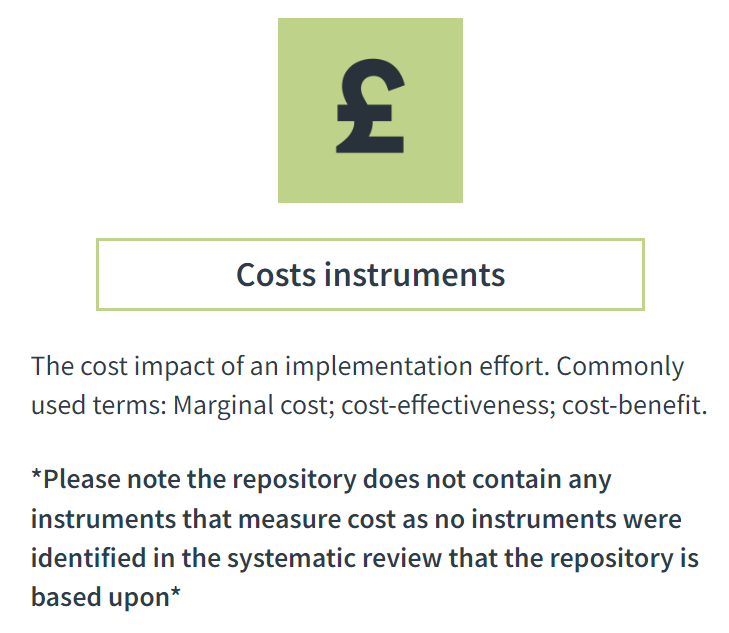 £
Costs instruments
The cost impact of an implementation effort. Commonly
used terms: Marginal cost; cost-effectiveness; cost-benefit.
*Please note the repository does not contain any
instruments that measure cost as no instruments were
identified in the systematic review that the repository is
based upon*